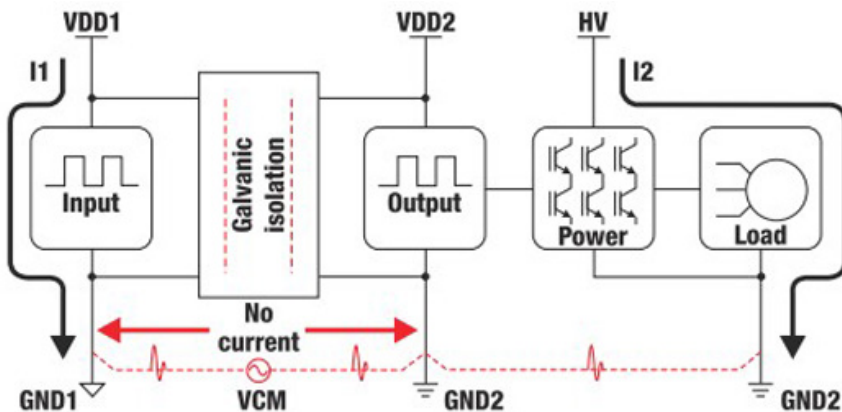 VDD1
VDD2
HV
I1
I2
Input
Galvanic
isolation
Output
Power
Load
No
current
GND1
VCM
GND2
GND2